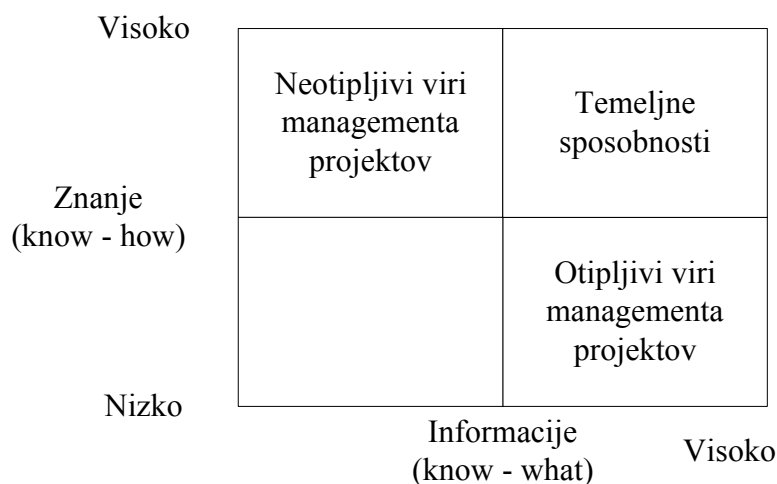 Visoko
Neotipljivi viri
managementa
projektov
Temeljne
sposobnosti
Znanje
(know - how)
Otipljivi viri
managementa
projektov
Nizko
Informacije
(know - what)
Visoko